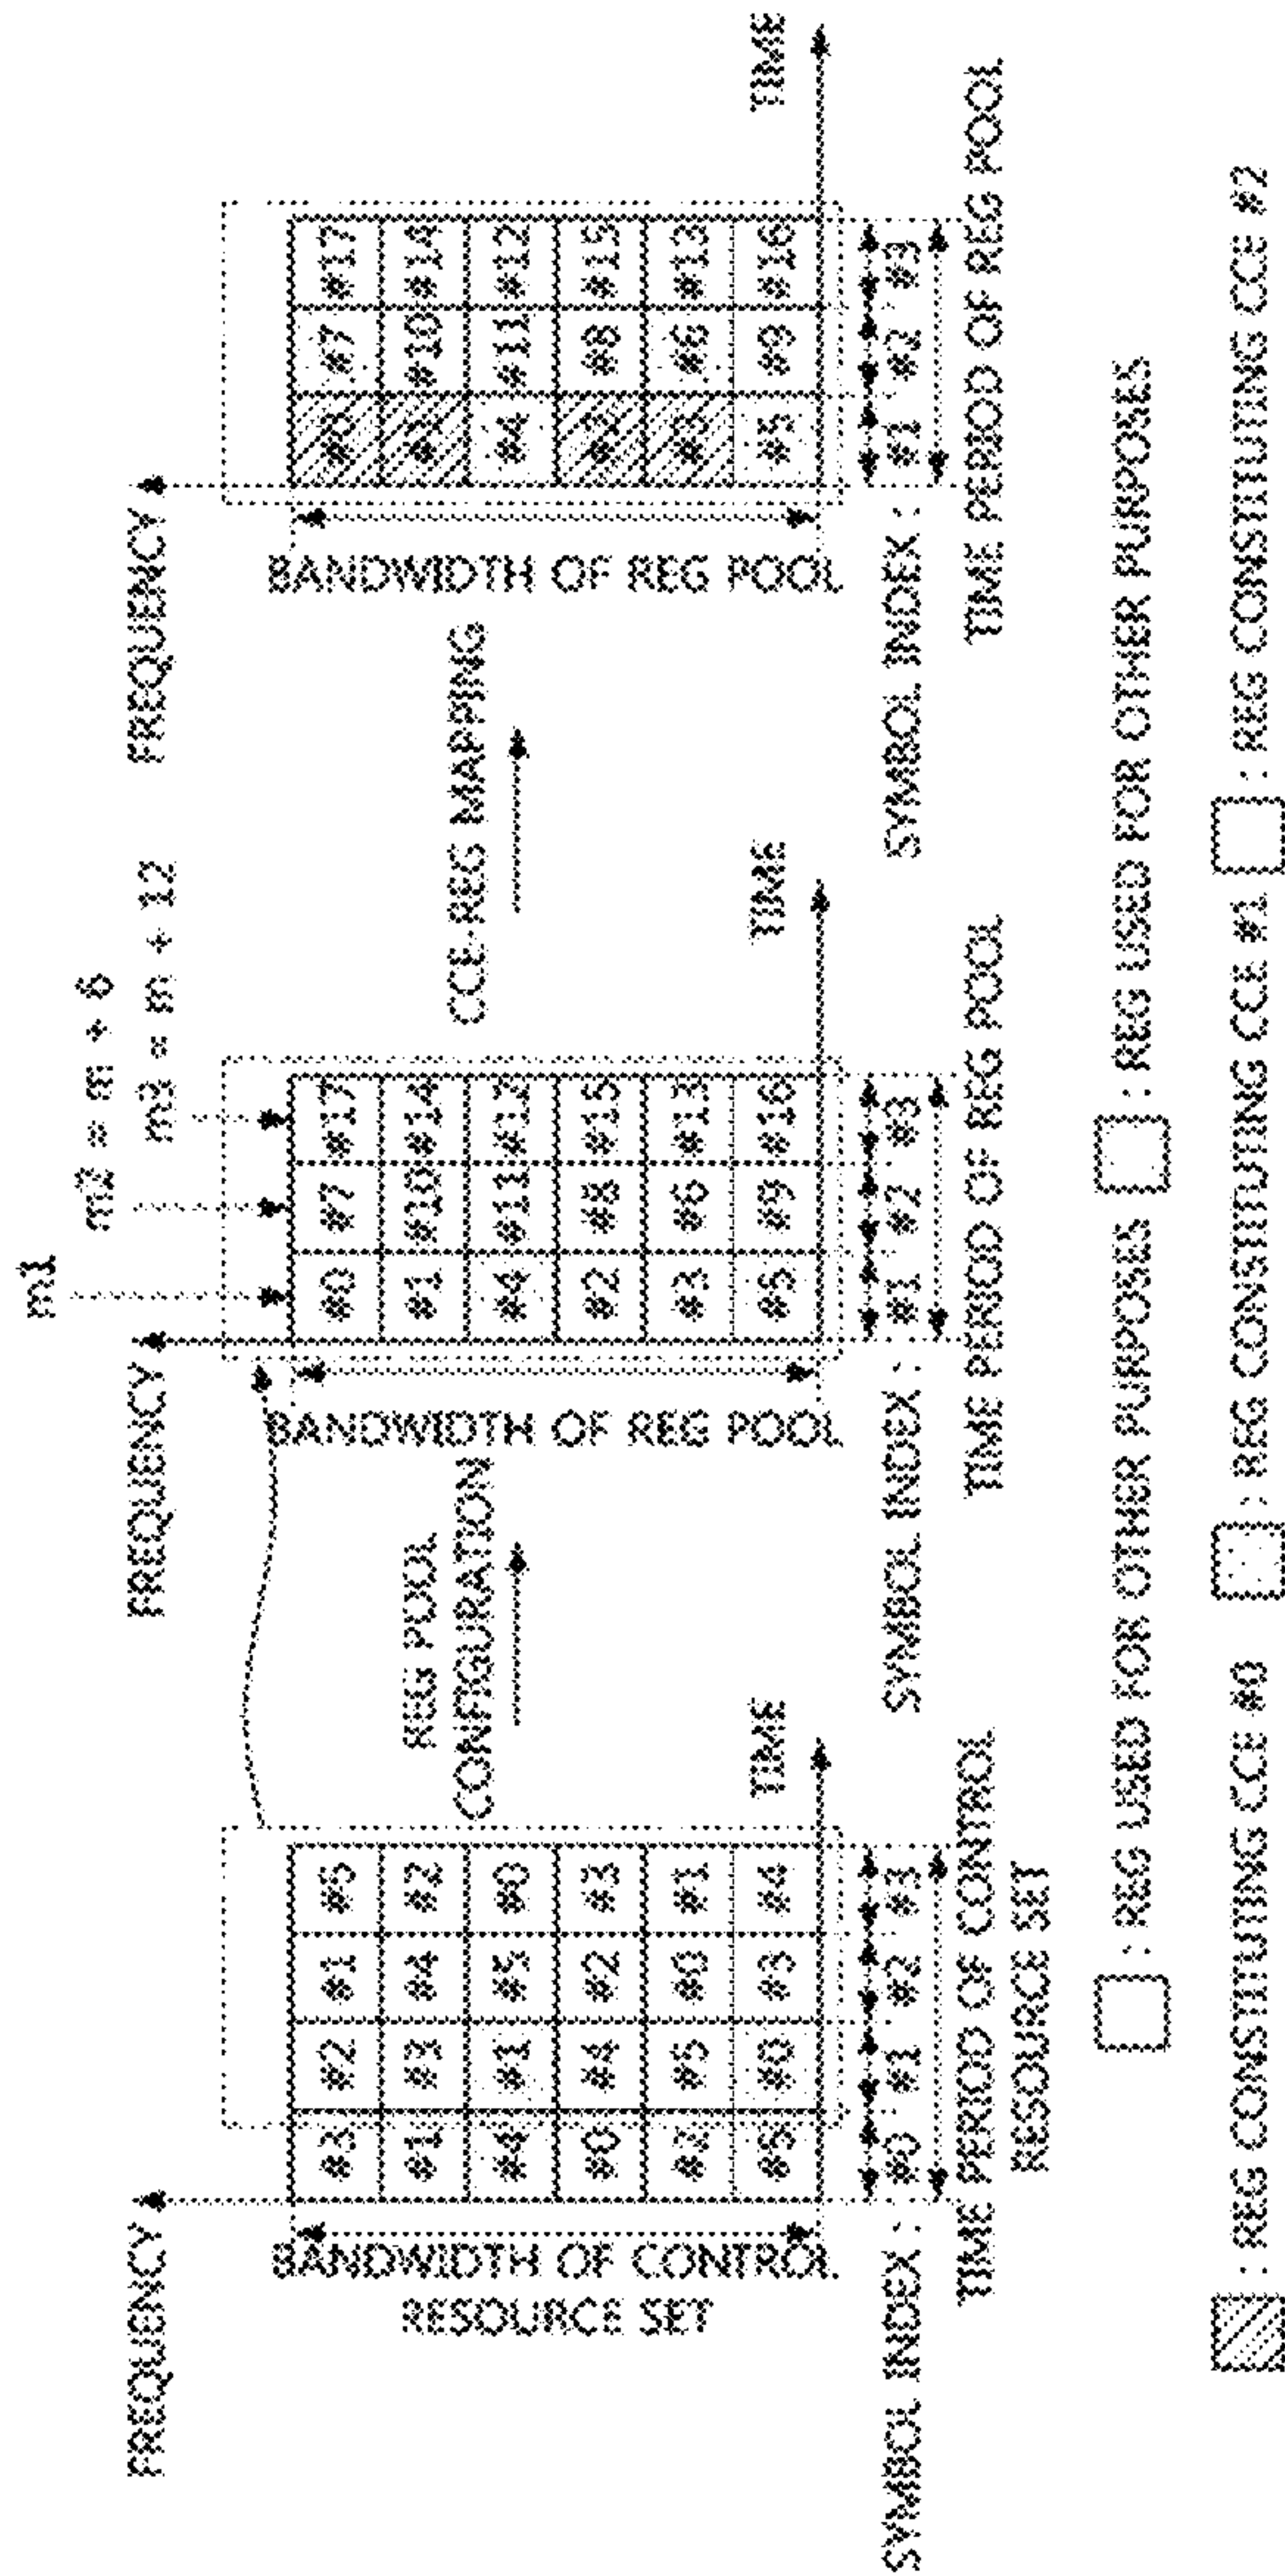 FREQUENCY
BANDWIDTH OF CONTROL
RESOURCE SET
#3 #2 #1 #5
#1 #3 #4 #2
#4 #1 #5 #0
#0 #4 #2 #3
#2 #5 #0 #1
#5 #0 #3 #4
TIME
SYMBOL INDEX : #0 #1 #2 #3
TIME PERIOD OF CONTROL
RESOURCE SET
REG POOL
CONFIGURATION
FREQUENCY
m1
m2 = m + 6
m3 = m + 12
BANDWIDTH OF REG POOL
#0 #7 #17
#1 #10 #14
#4 #11 #12
#2 #8 #15
#3 #6 #13
#5 #9 #16
TIME
SYMBOL INDEX : #1 #2 #3
TIME PERIOD OF REG POOL
CCE-REG MAPPING
FREQUENCY
BANDWIDTH OF REG POOL
#7 #17
#10 #14
#4 #11 #12
#8 #15
#6 #13
#5 #9 #16
TIME
SYMBOL INDEX : #1 #2 #3
TIME PERIOD OF REG POOL
: REG USED FOR OTHER PURPOSES
: REG USED FOR OTHER PURPOSES
: REG CONSTITUTING CCE #0
: REG CONSTITUTING CCE #1
: REG CONSTITUTING CCE #2